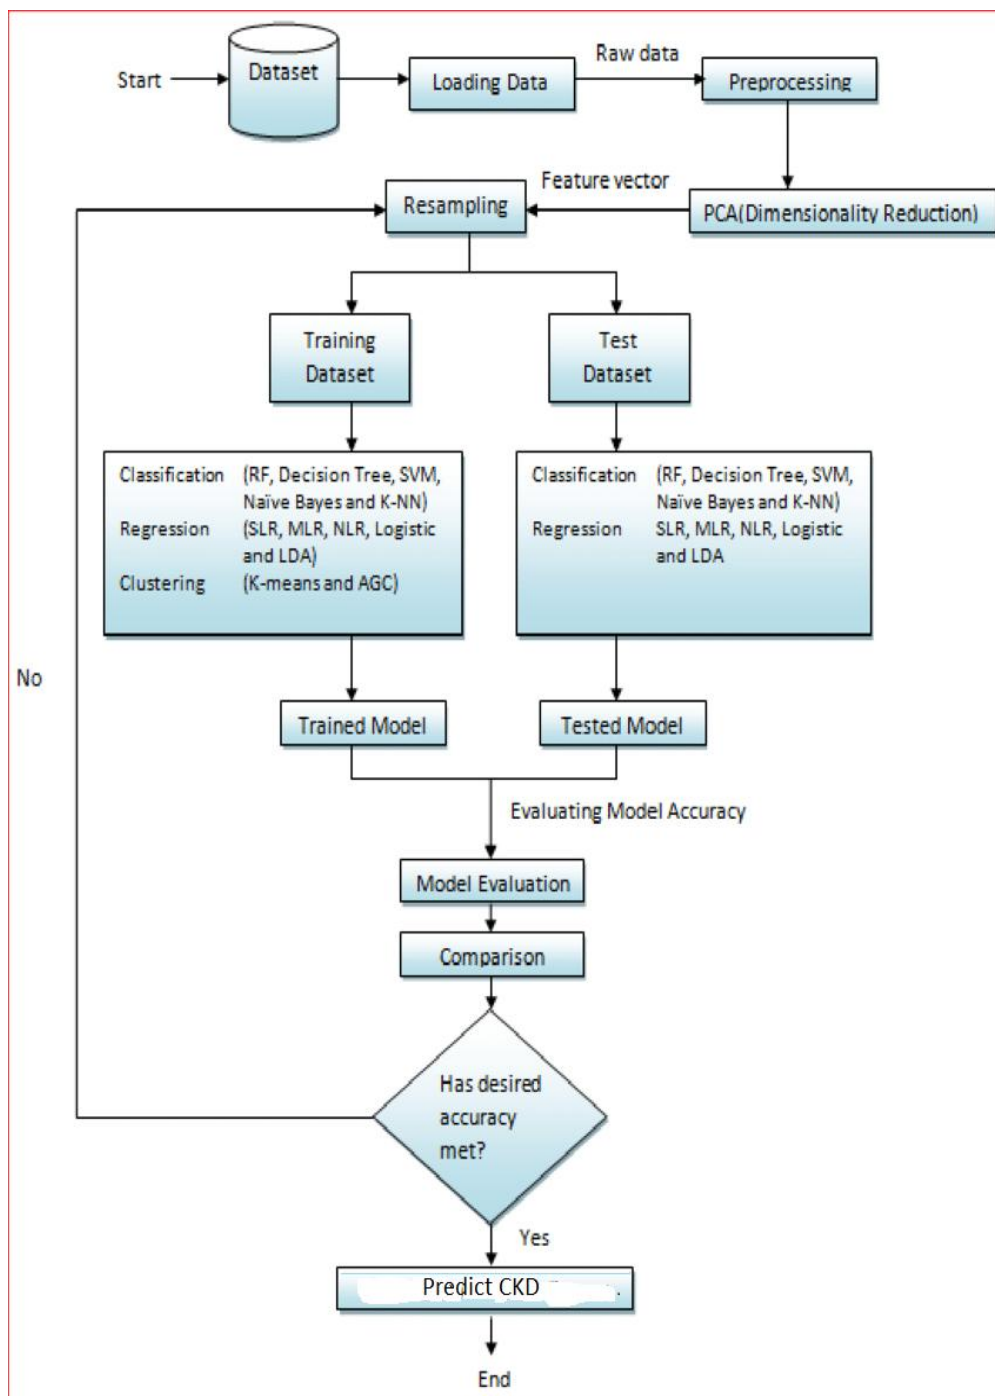 Start
Dataset
Loading Data
Raw data
Preprocessing
PCA(Dimensionality Reduction)
Feature vector
Resampling
Training
Dataset
Test
Dataset
Classification (RF, Decision Tree, SVM,
Naïve Bayes and K-NN)
Regression (SLR, MLR, NLR, Logistic
and LDA)
Clustering (K-means and AGC)
Classification (RF, Decision Tree, SVM,
Naïve Bayes and K-NN)
Regression SLR, MLR, NLR, Logistic
and LDA
Trained Model
Tested Model
Evaluating Model Accuracy
Model Evaluation
Comparison
Has desired
accuracy
met?
No
Yes
Predict CKD
End